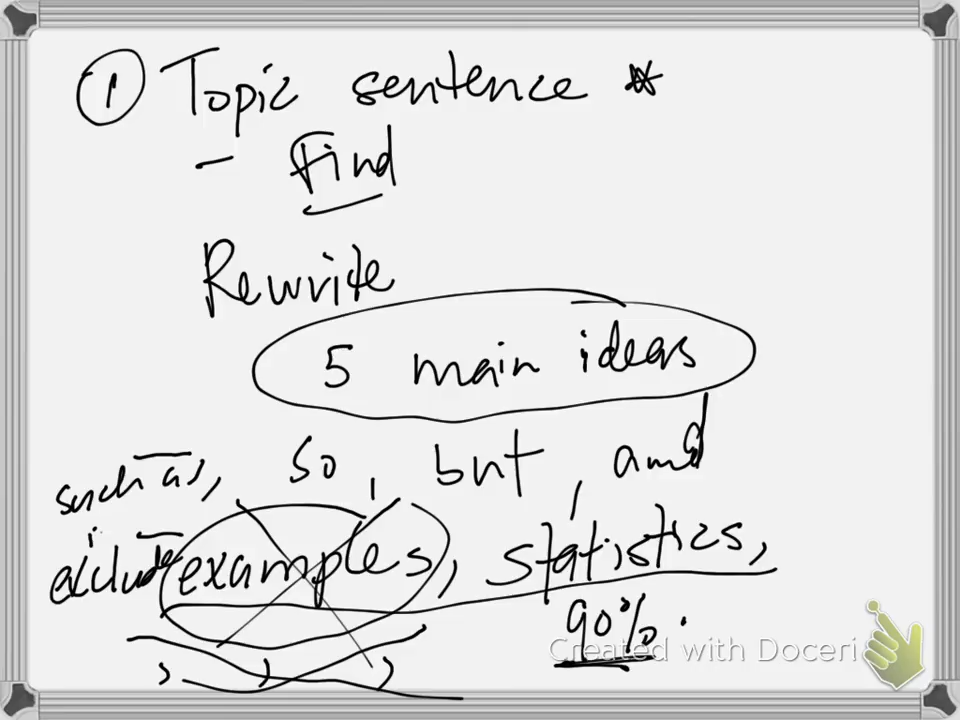 ① Topic sentence *
- Find
Rewrite
5 main ideas
such as, so, but, and
exclude examples, statistics,
90%.
Created with Doceri